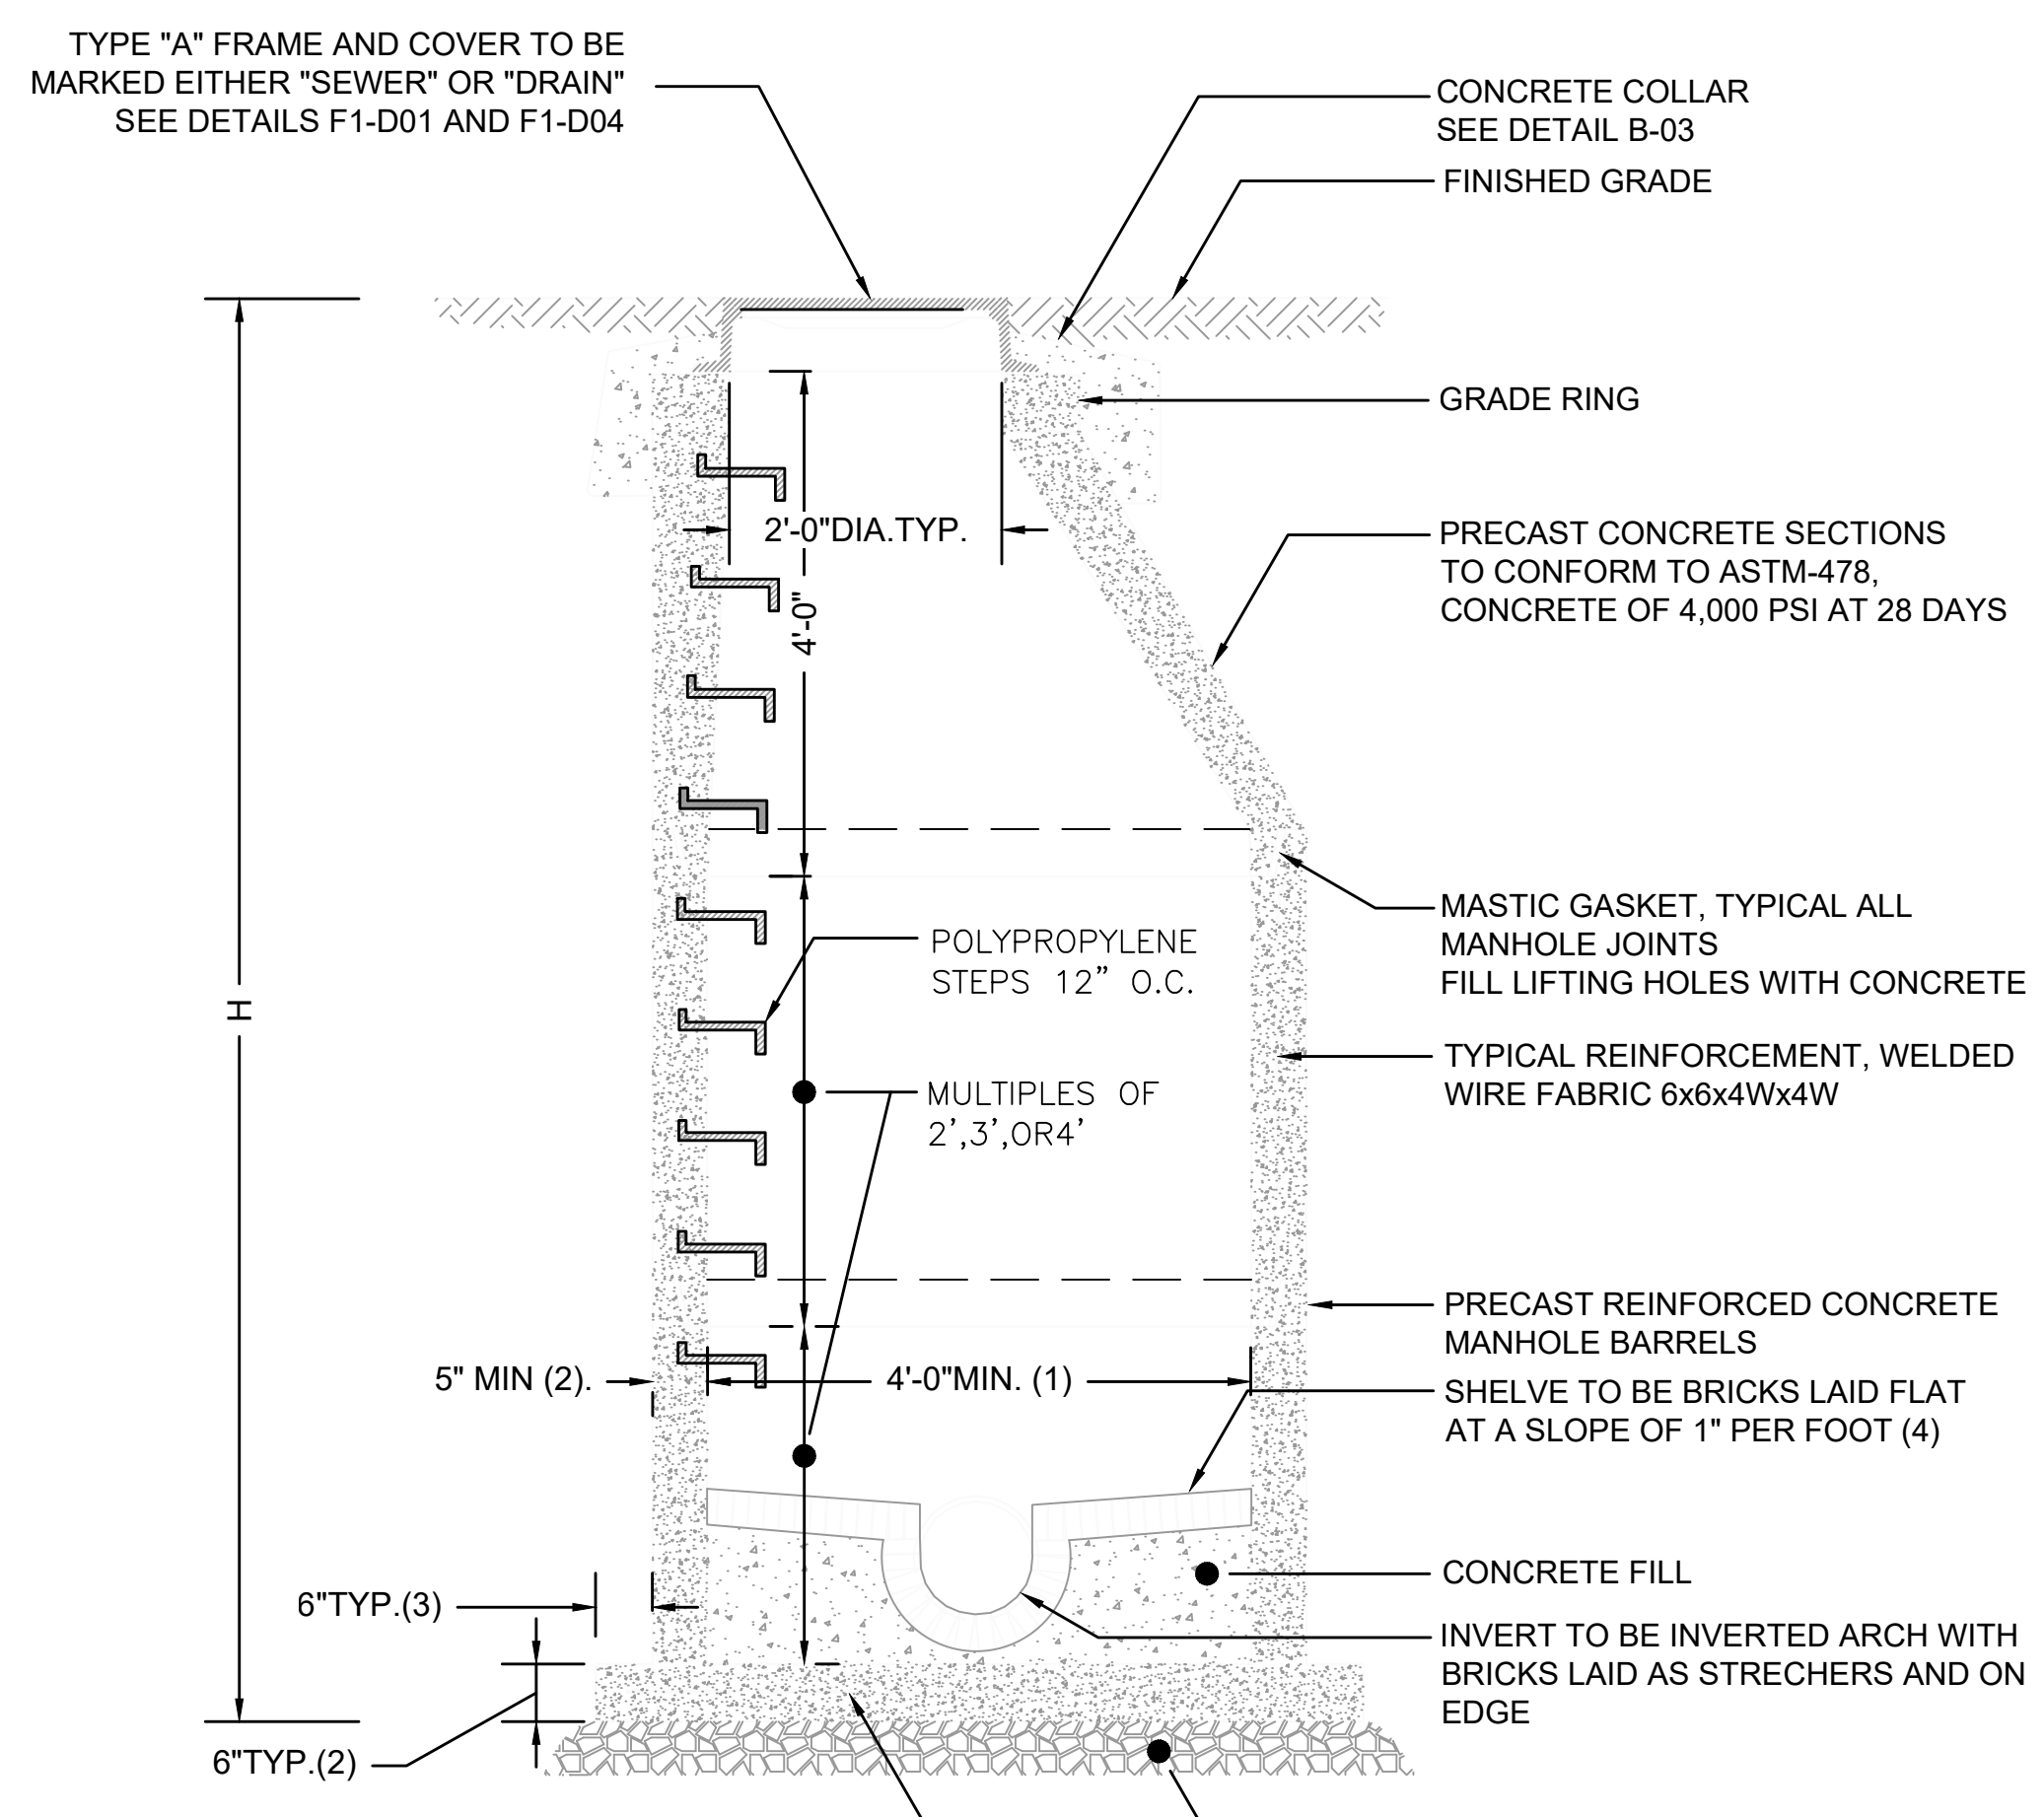 TYPE "A" FRAME AND COVER TO BE
MARKED EITHER "SEWER" OR "DRAIN"
SEE DETAILS F1-D01 AND F1-D04
CONCRETE COLLAR
SEE DETAIL B-03
FINISHED GRADE
GRADE RING
2'-0"DIA.TYP.
4'-0"
PRECAST CONCRETE SECTIONS
TO CONFORM TO ASTM-478,
CONCRETE OF 4,000 PSI AT 28 DAYS
MASTIC GASKET, TYPICAL ALL
MANHOLE JOINTS
FILL LIFTING HOLES WITH CONCRETE
POLYPROPYLENE
STEPS 12" O.C.
H
TYPICAL REINFORCEMENT, WELDED
WIRE FABRIC 6x6x4Wx4W
MULTIPLES OF
2',3',OR4'
PRECAST REINFORCED CONCRETE
MANHOLE BARRELS
5" MIN (2).
4'-0"MIN. (1)
SHELVE TO BE BRICKS LAID FLAT
AT A SLOPE OF 1" PER FOOT (4)
CONCRETE FILL
6"TYP.(3)
INVERT TO BE INVERTED ARCH WITH
BRICKS LAID AS STRECHERS AND ON
EDGE
6"TYP.(2)